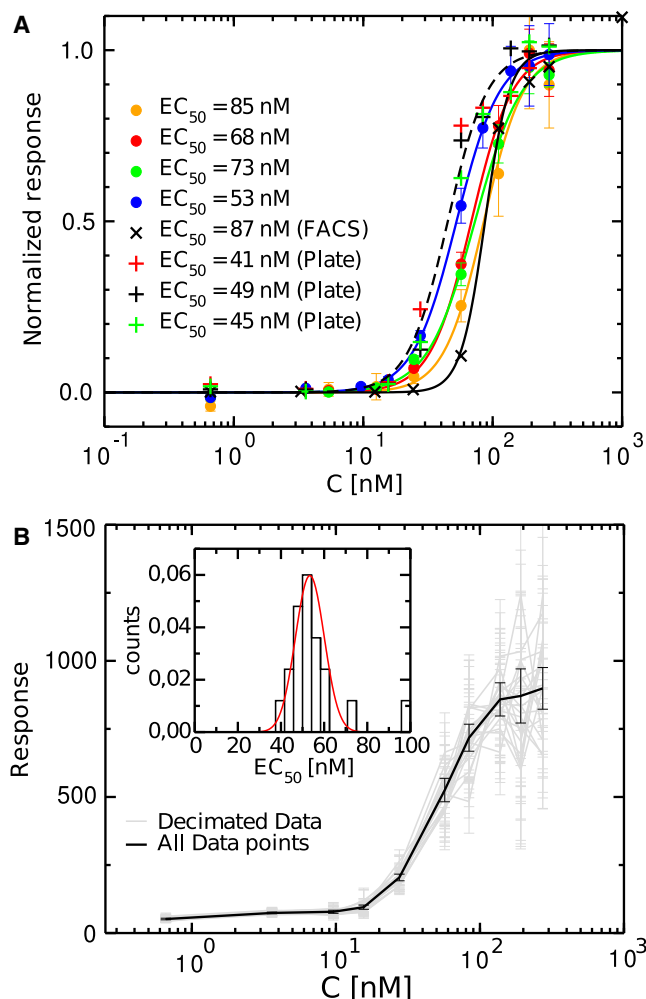 A
Normalized response
1.0
0.5
0.0
EC50 = 85 nM
EC50 = 68 nM
EC50 = 73 nM
EC50 = 53 nM
EC50 = 87 nM (FACS)
EC50 = 41 nM (Plate)
EC50 = 49 nM (Plate)
EC50 = 45 nM (Plate)
10-1 100 101 102 103
C [nM]
B
Response
1500
1000
500
0
counts
0,06
0,04
0,02
0,00
0 20 40 60 80 100
EC50 [nM]
Decimated Data
All Data points
100 101 102 103
C [nM]